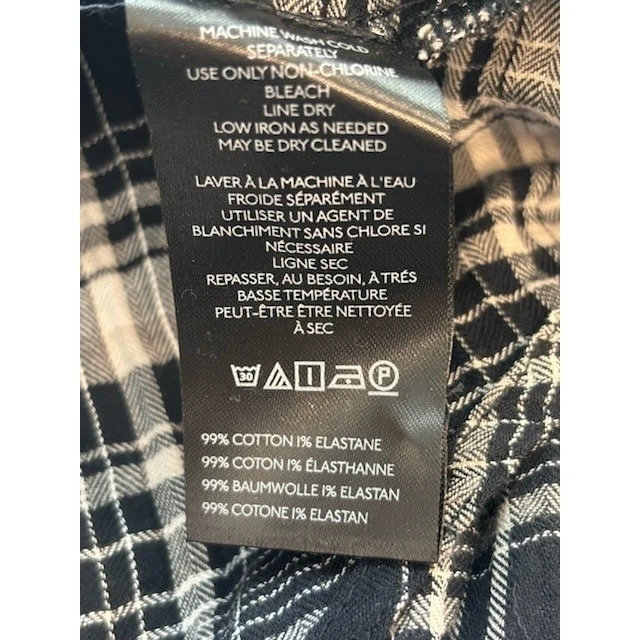 MACHINE WASH COLD
SEPARATELY
USE ONLY NON-CHLORINE
BLEACH
LINE DRY
LOW IRON AS NEEDED
MAY BE DRY CLEANED
LAVER À LA MACHINE À L'EAU
FROIDE SÉPARÉMENT
UTILISER UN AGENT DE
BLANCHIMENT SANS CHLORE SI
NÉCESSAIRE
LIGNE SEC
REPASSER, AU BESOIN, À TRÉS
BASSE TEMPÉRATURE
PEUT-ÊTRE ÊTRE NETTOYÉE
À SEC
30 P
99% COTTON 1% ELASTANE
99% COTON 1% ÉLASTHANNE
99% BAUMWOLLE 1% ELASTAN
99% COTONE 1% ELASTAN